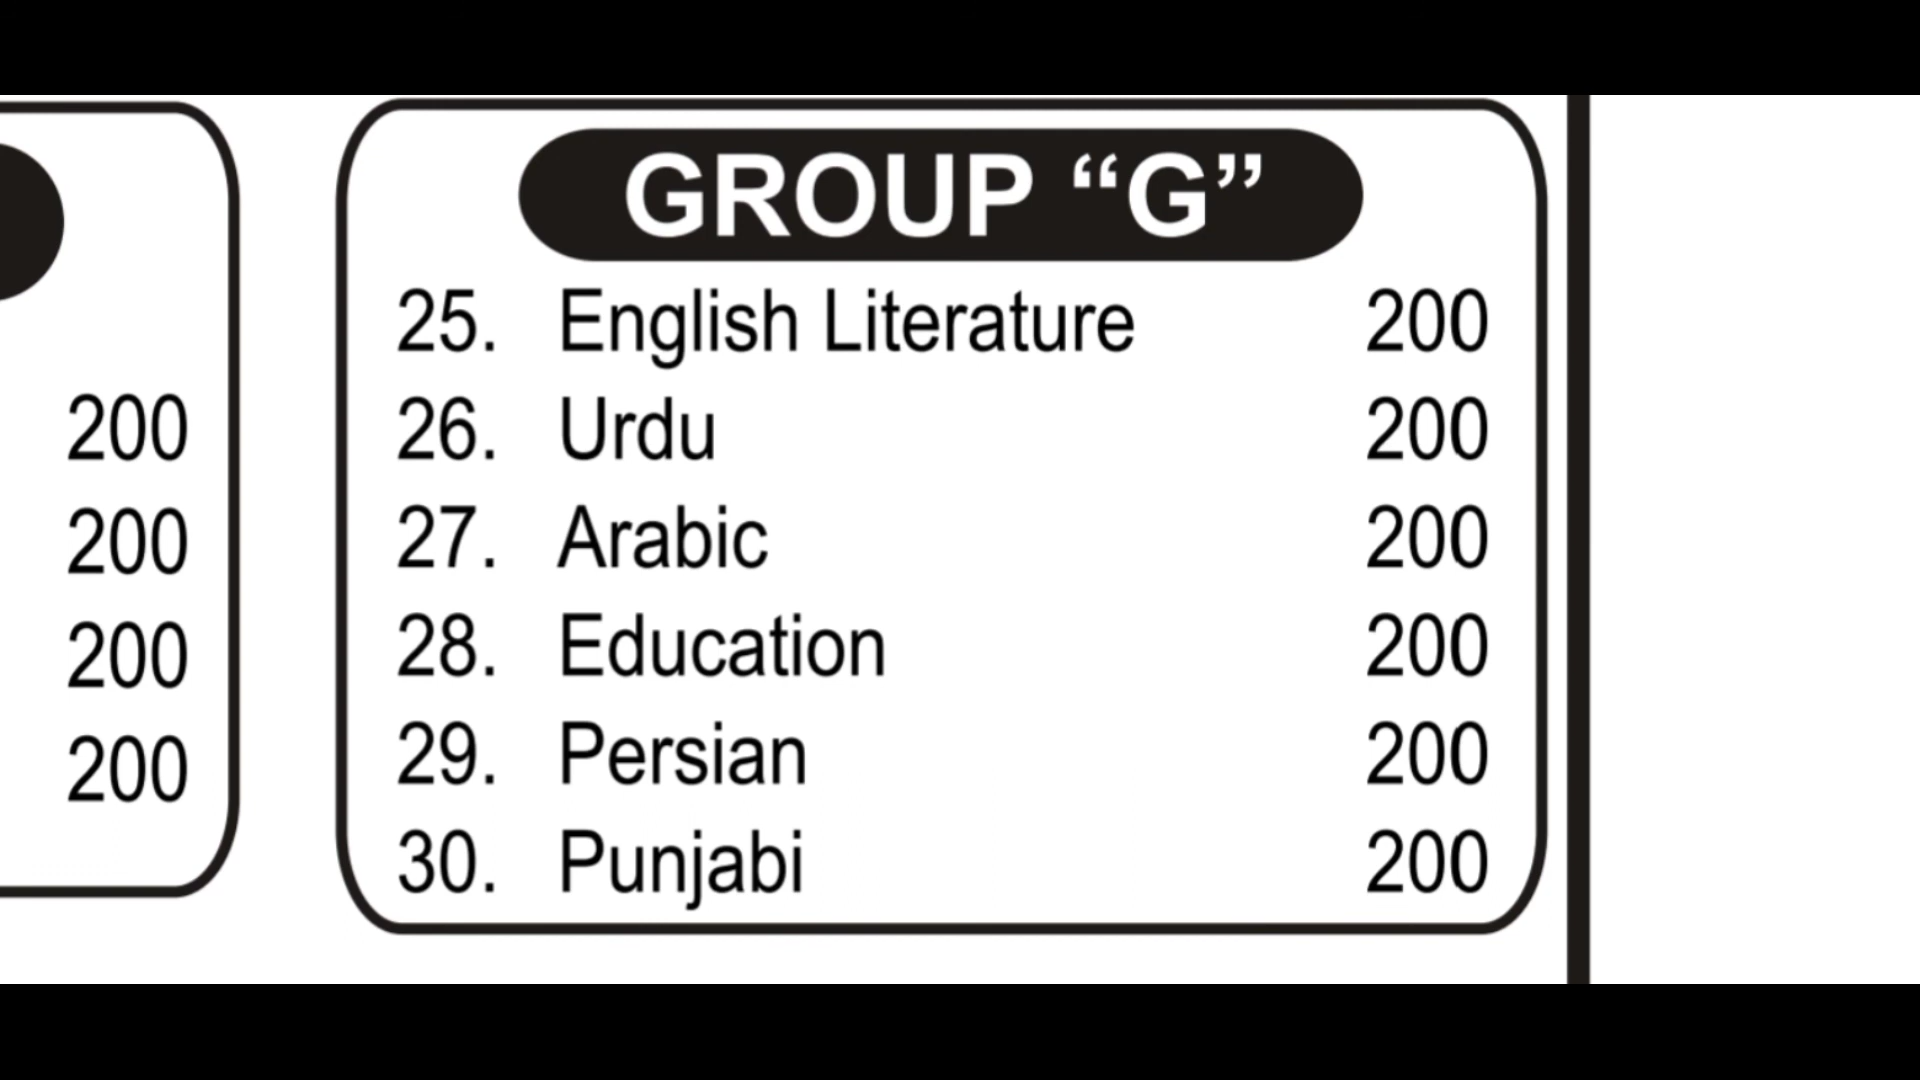 200
200
200
200
GROUP “G”
25. English Literature 200
26. Urdu 200
27. Arabic 200
28. Education 200
29. Persian 200
30. Punjabi 200